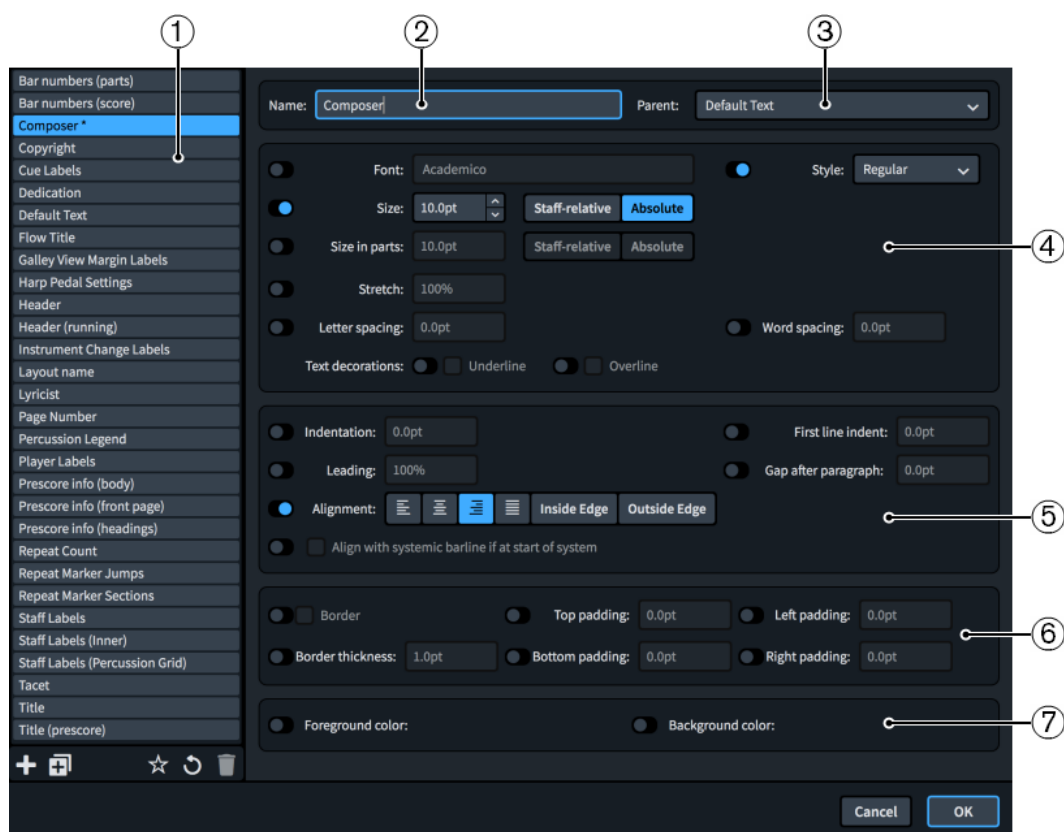 ① ② ③
Bar numbers (parts)
Bar numbers (score)
Composer *
Copyright
Cue Labels
Dedication
Default Text
Flow Title
Galley View Margin Labels
Harp Pedal Settings
Header
Header (running)
Instrument Change Labels
Layout name
Lyricist
Page Number
Percussion Legend
Player Labels
Prescore info (body)
Prescore info (front page)
Prescore info (headings)
Repeat Count
Repeat Marker Jumps
Repeat Marker Sections
Staff Labels
Staff Labels (Inner)
Staff Labels (Percussion Grid)
Tacet
Title
Title (prescore)
Name: Composer Parent: Default Text
Font: Academico Style: Regular
Size: 10.0pt Staff-relative Absolute
Size in parts: 10.0pt Staff-relative Absolute
④
Stretch: 100%
Letter spacing: 0.0pt Word spacing: 0.0pt
Text decorations: Underline Overline
Indentation: 0.0pt First line indent: 0.0pt
Leading: 100% Gap after paragraph: 0.0pt
Alignment: Inside Edge Outside Edge
⑤
Align with systemic barline if at start of system
Border Top padding: 0.0pt Left padding: 0.0pt
⑥
Border thickness: 1.0pt Bottom padding: 0.0pt Right padding: 0.0pt
Foreground color: Background color:
⑦
Cancel OK